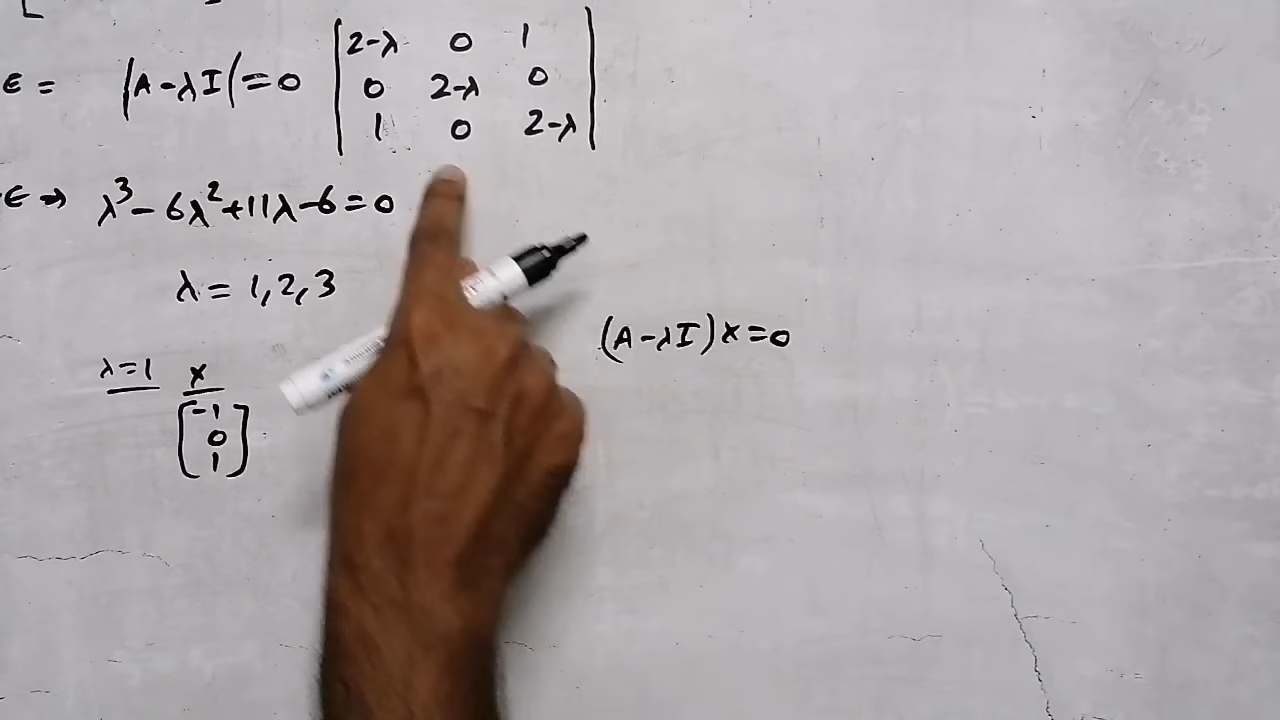 ϵ = |A-λI|=0 |2-λ 0 1|
|0 2-λ 0|
|1 0 2-λ|
ϵ ⇒ λ³-6λ²+11λ-6=0
λ = 1,2,3
(A-λI)x=0
λ=1 x
[-1
0
1]